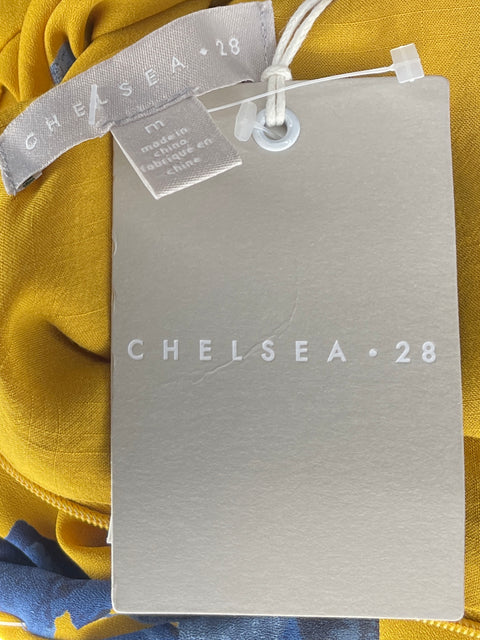 CHELSEA • 28
m
made in
china
fabriqué en
chine
CHELSEA • 28